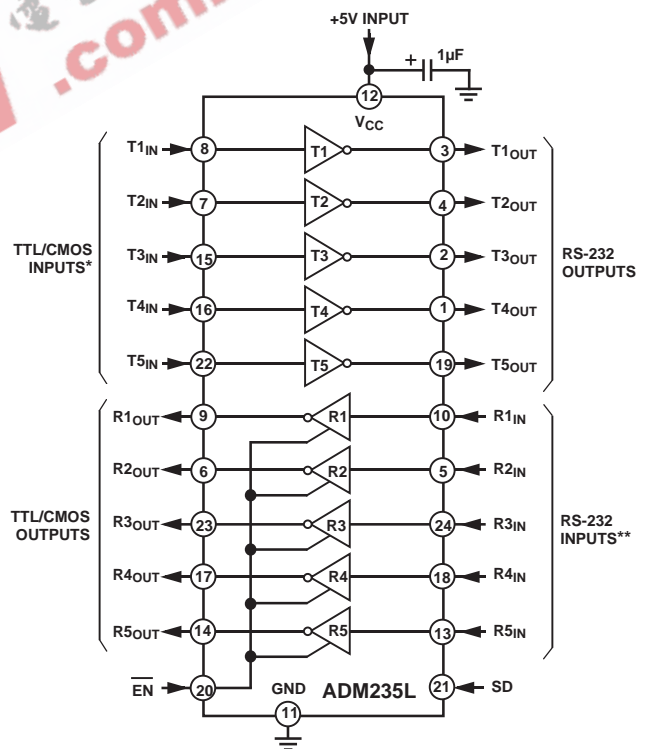 .com
+5V INPUT
+ 1µF
12
VCC
T1IN 8 T1 3 T1OUT
T2IN 7 T2 4 T2OUT
T3IN 15 T3 2 T3OUT
T4IN 16 T4 1 T4OUT
T5IN 22 T5 19 T5OUT
TTL/CMOS
INPUTS*
RS-232
OUTPUTS
R1OUT 9 R1 10 R1IN
R2OUT 6 R2 5 R2IN
R3OUT 23 R3 24 R3IN
R4OUT 17 R4 18 R4IN
R5OUT 14 R5 13 R5IN
TTL/CMOS
OUTPUTS
RS-232
INPUTS**
EN 20 GND ADM235L 21 SD
11